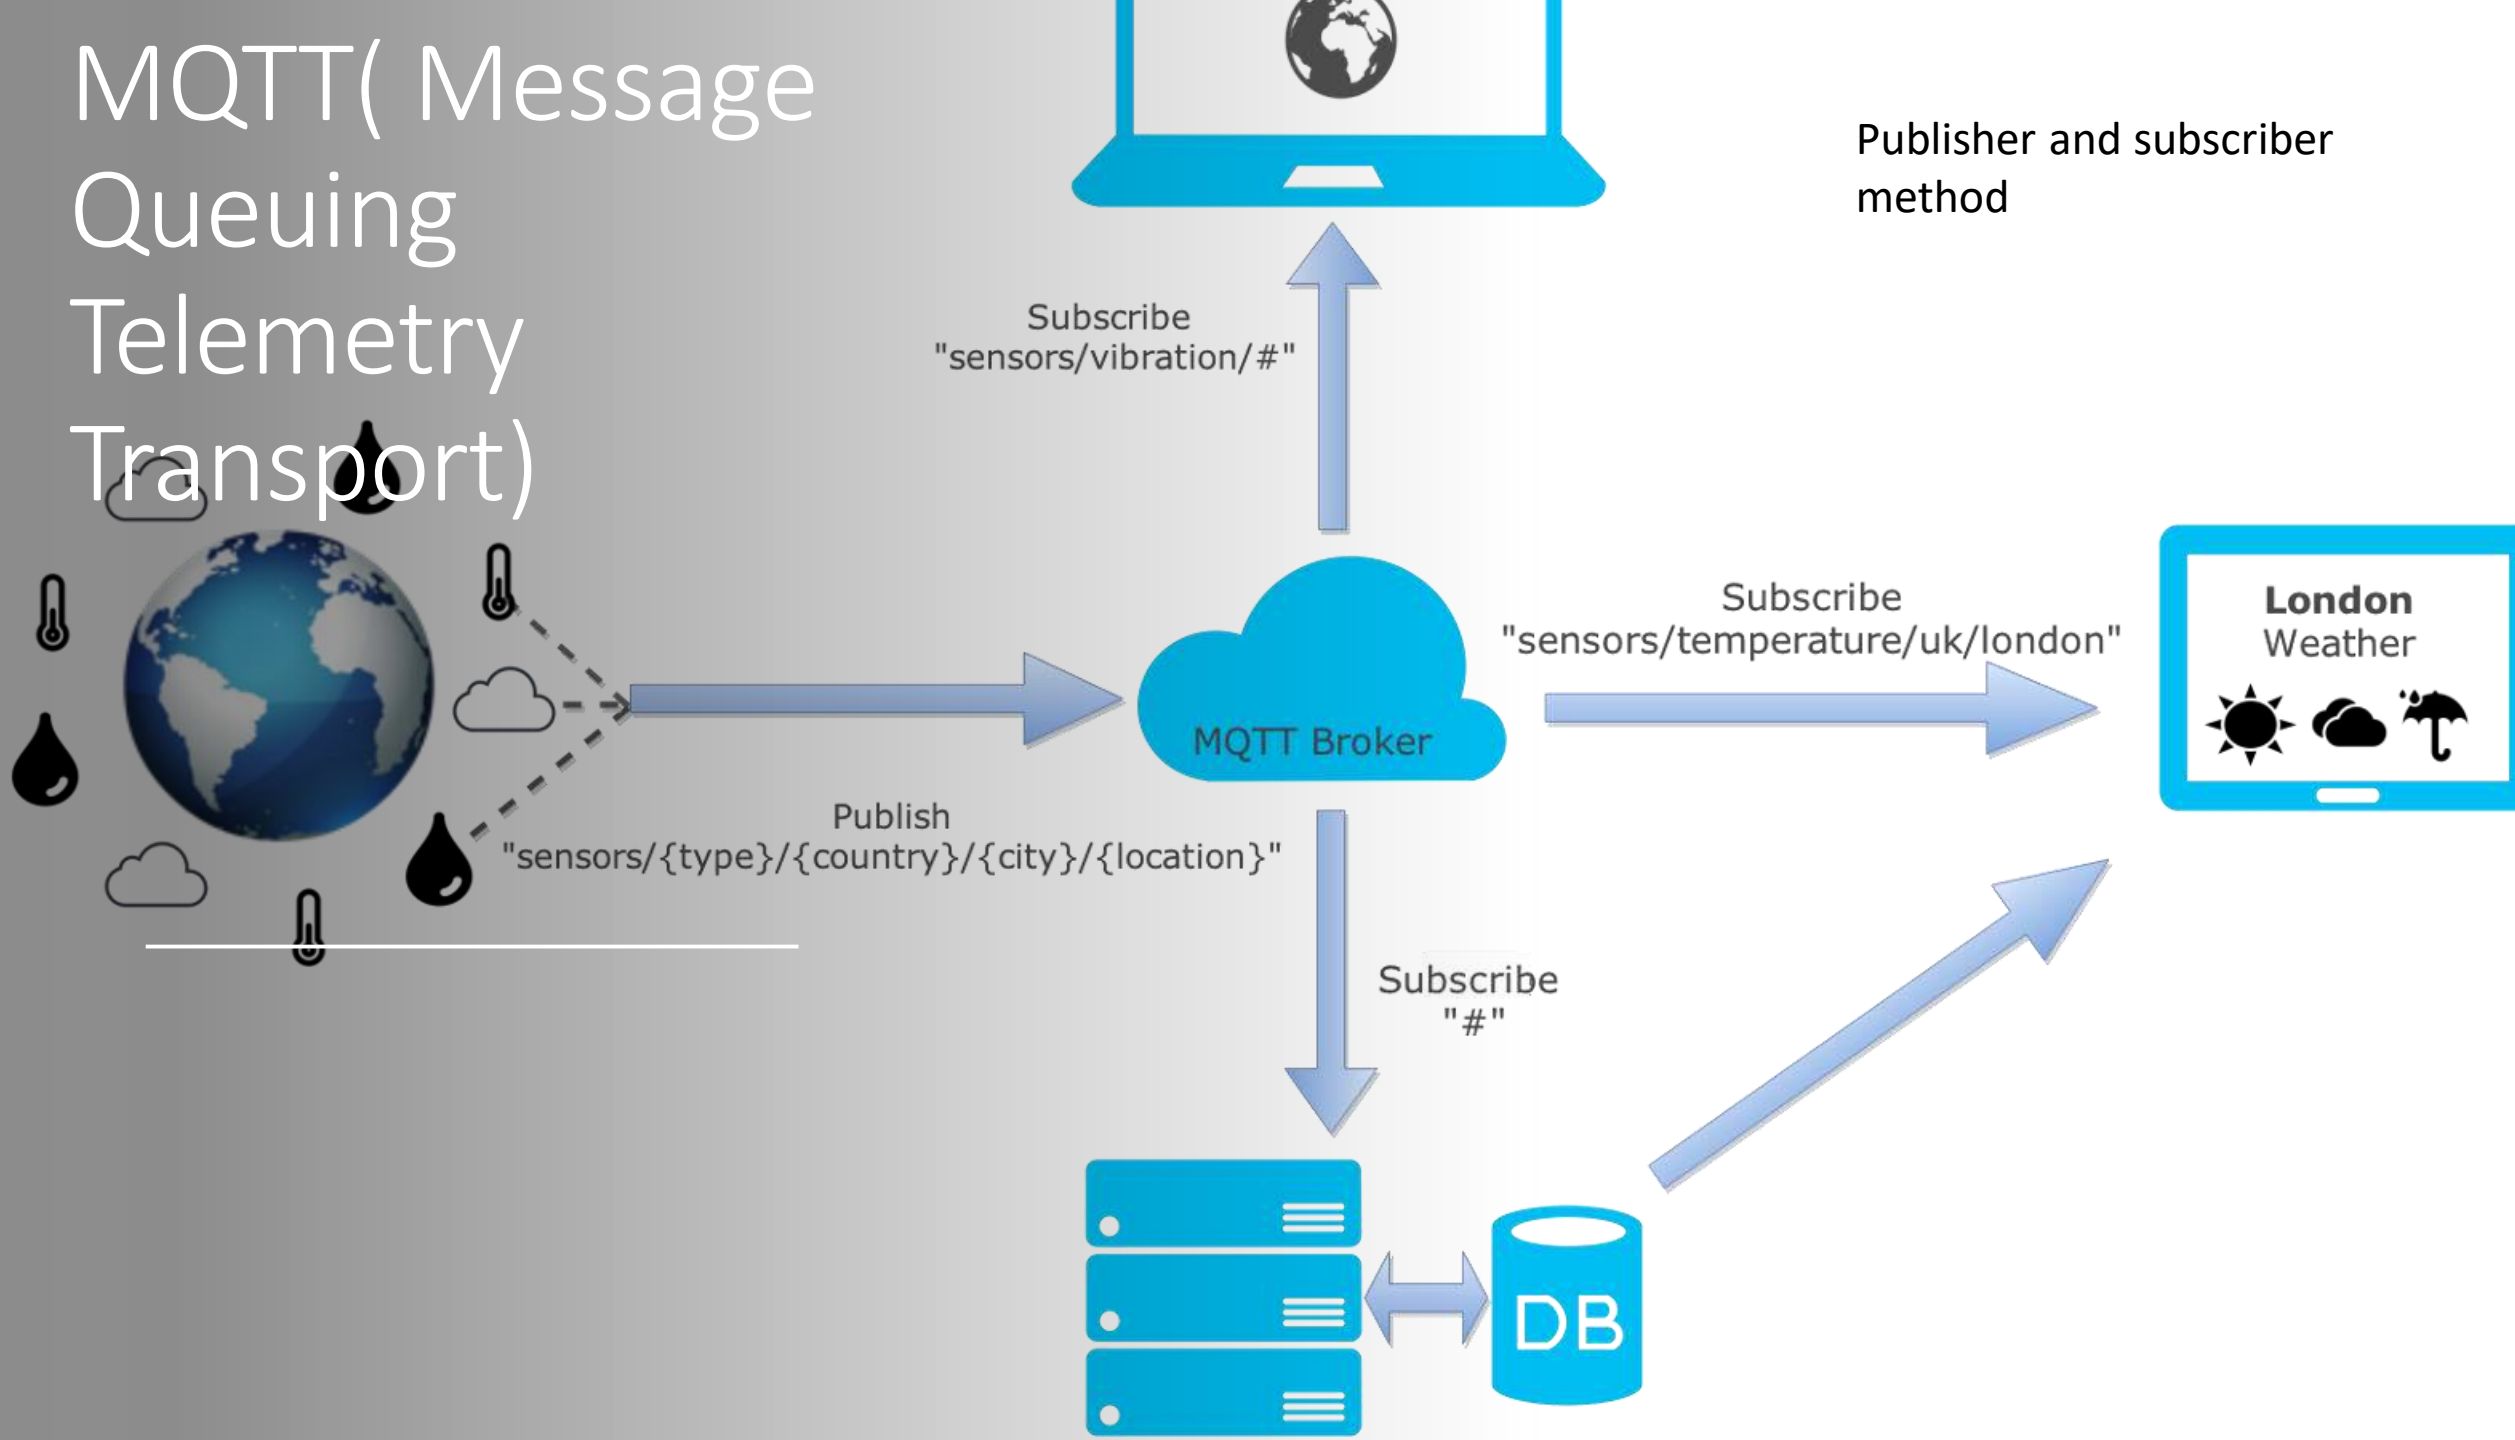 MQTT( Message
Queuing
Telemetry
Transport)
Publisher and subscriber
method
Subscribe
"sensors/vibration/#"
Subscribe
"sensors/temperature/uk/london"
London
Weather
MQTT Broker
Publish
"sensors/{type}/{country}/{city}/{location}"
Subscribe
"#"
DB